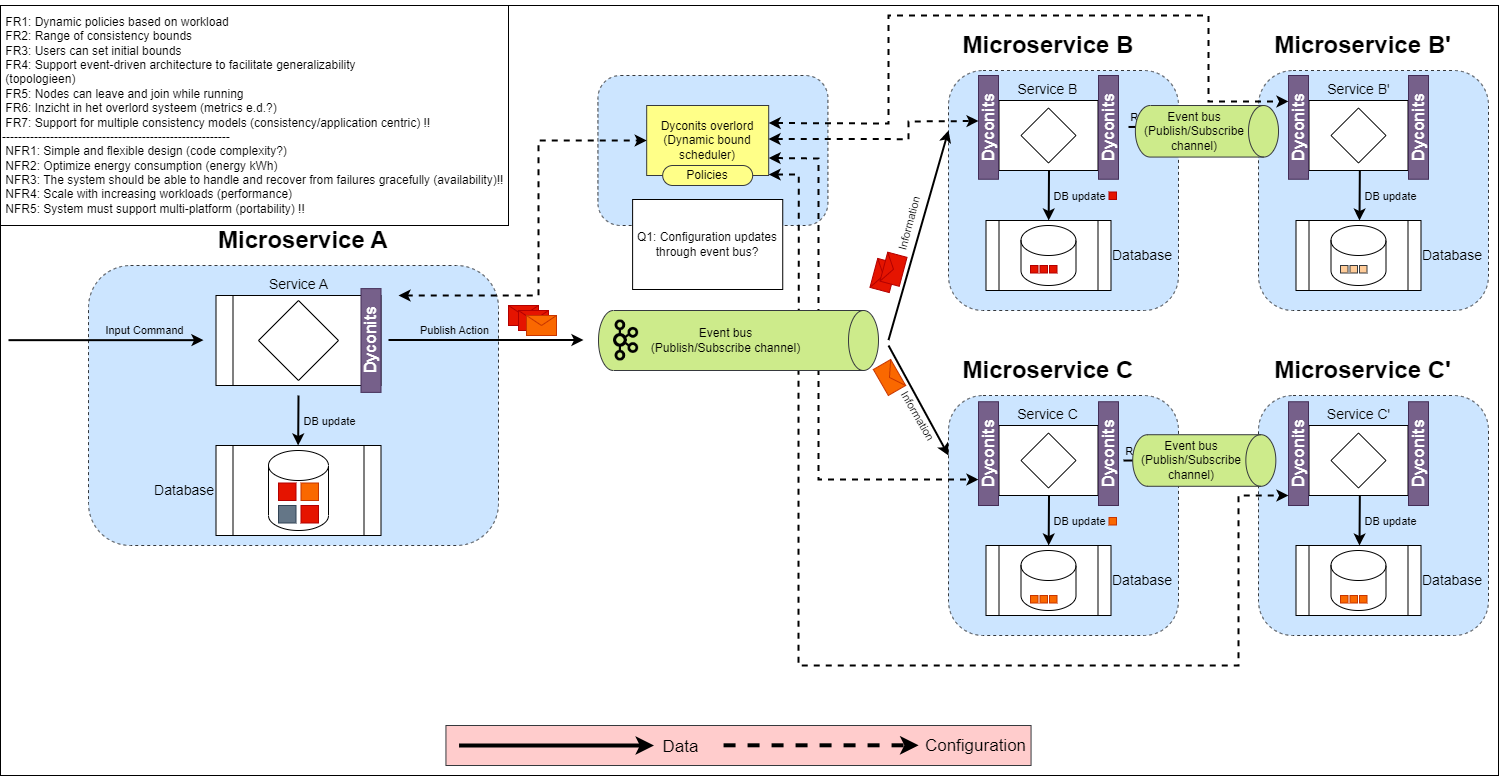 FR1: Dynamic policies based on workload
FR2: Range of consistency bounds
FR3: Users can set initial bounds
FR4: Support event-driven architecture to facilitate generalizability
(topologieen)
FR5: Nodes can leave and join while running
FR6: Inzicht in het overlord systeem (metrics e.d.?)
FR7: Support for multiple consistency models (consistency/application centric) !!
NFR1: Simple and flexible design (code complexity?)
NFR2: Optimize energy consumption (energy kWh)
NFR3: The system should be able to handle and recover from failures gracefully (availability)!!
NFR4: Scale with increasing workloads (performance)
NFR5: System must support multi-platform (portability) !!
Microservice A
Service A
Dyconits
Input Command
Publish Action
DB update
Database
Dyconits overlord
(Dynamic bound
scheduler)
Policies
Q1: Configuration updates
through event bus?
Event bus
(Publish/Subscribe channel)
Information
Information
Microservice B
Service B
Dyconits
Dyconits
R
DB update
Database
Event bus
(Publish/Subscribe
channel)
Microservice B'
Service B'
Dyconits
Dyconits
DB update
Database
Microservice C
Service C
Dyconits
Dyconits
R
DB update
Database
Event bus
(Publish/Subscribe
channel)
Microservice C'
Service C'
Dyconits
Dyconits
DB update
Database
Data
Configuration